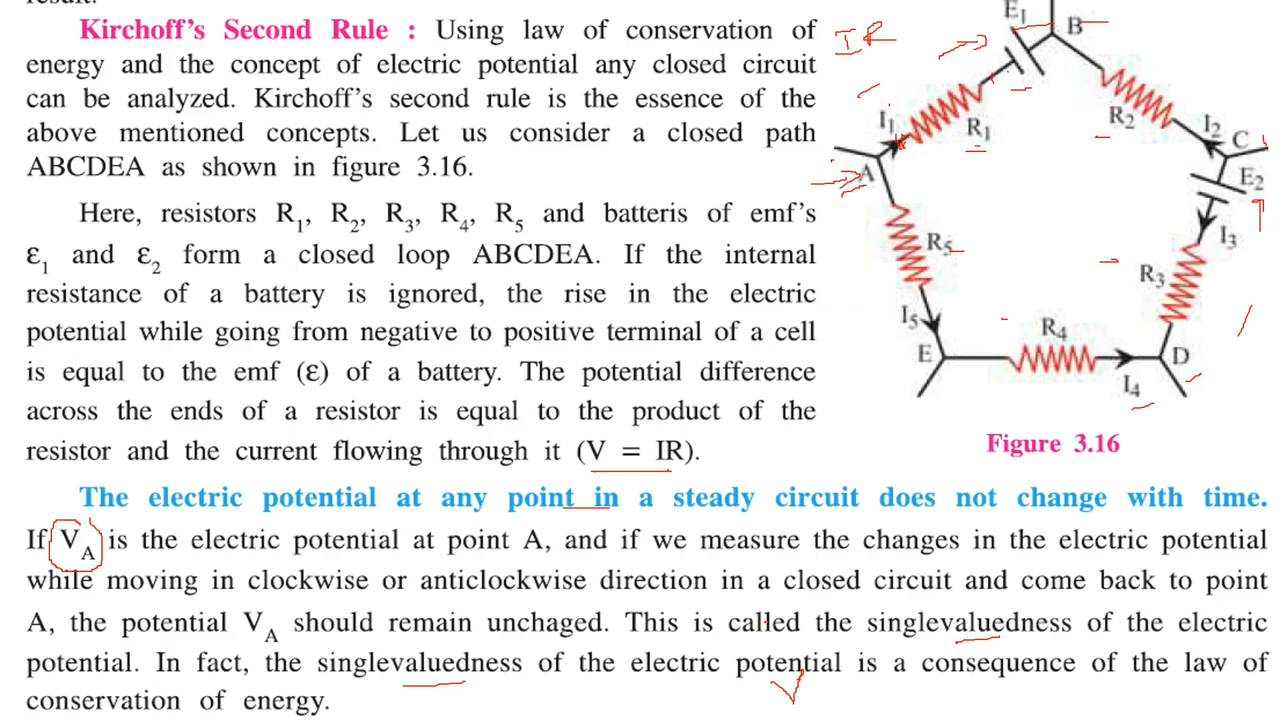 Kirchoff's Second Rule : Using law of conservation of
energy and the concept of electric potential any closed circuit
can be analyzed. Kirchoff's second rule is the essence of the
above mentioned concepts. Let us consider a closed path
ABCDEA as shown in figure 3.16.
Here, resistors R₁, R₂, R₃, R₄, R₅ and batteris of emf's
ε₁ and ε₂ form a closed loop ABCDEA. If the internal
resistance of a battery is ignored, the rise in the electric
potential while going from negative to positive terminal of a cell
is equal to the emf (ε) of a battery. The potential difference
across the ends of a resistor is equal to the product of the
resistor and the current flowing through it (V = IR).
IR
E₁
B
I₁
R₁
R₂
I₂
C
A
E₂
I₃
R₅
R₃
I₅
R₄
E
D
I₄
Figure 3.16
The electric potential at any point in a steady circuit does not change with time.
If V_A is the electric potential at point A, and if we measure the changes in the electric potential
while moving in clockwise or anticlockwise direction in a closed circuit and come back to point
A, the potential V_A should remain unchaged. This is called the singlevaluedness of the electric
potential. In fact, the singlevaluedness of the electric potential is a consequence of the law of
conservation of energy.